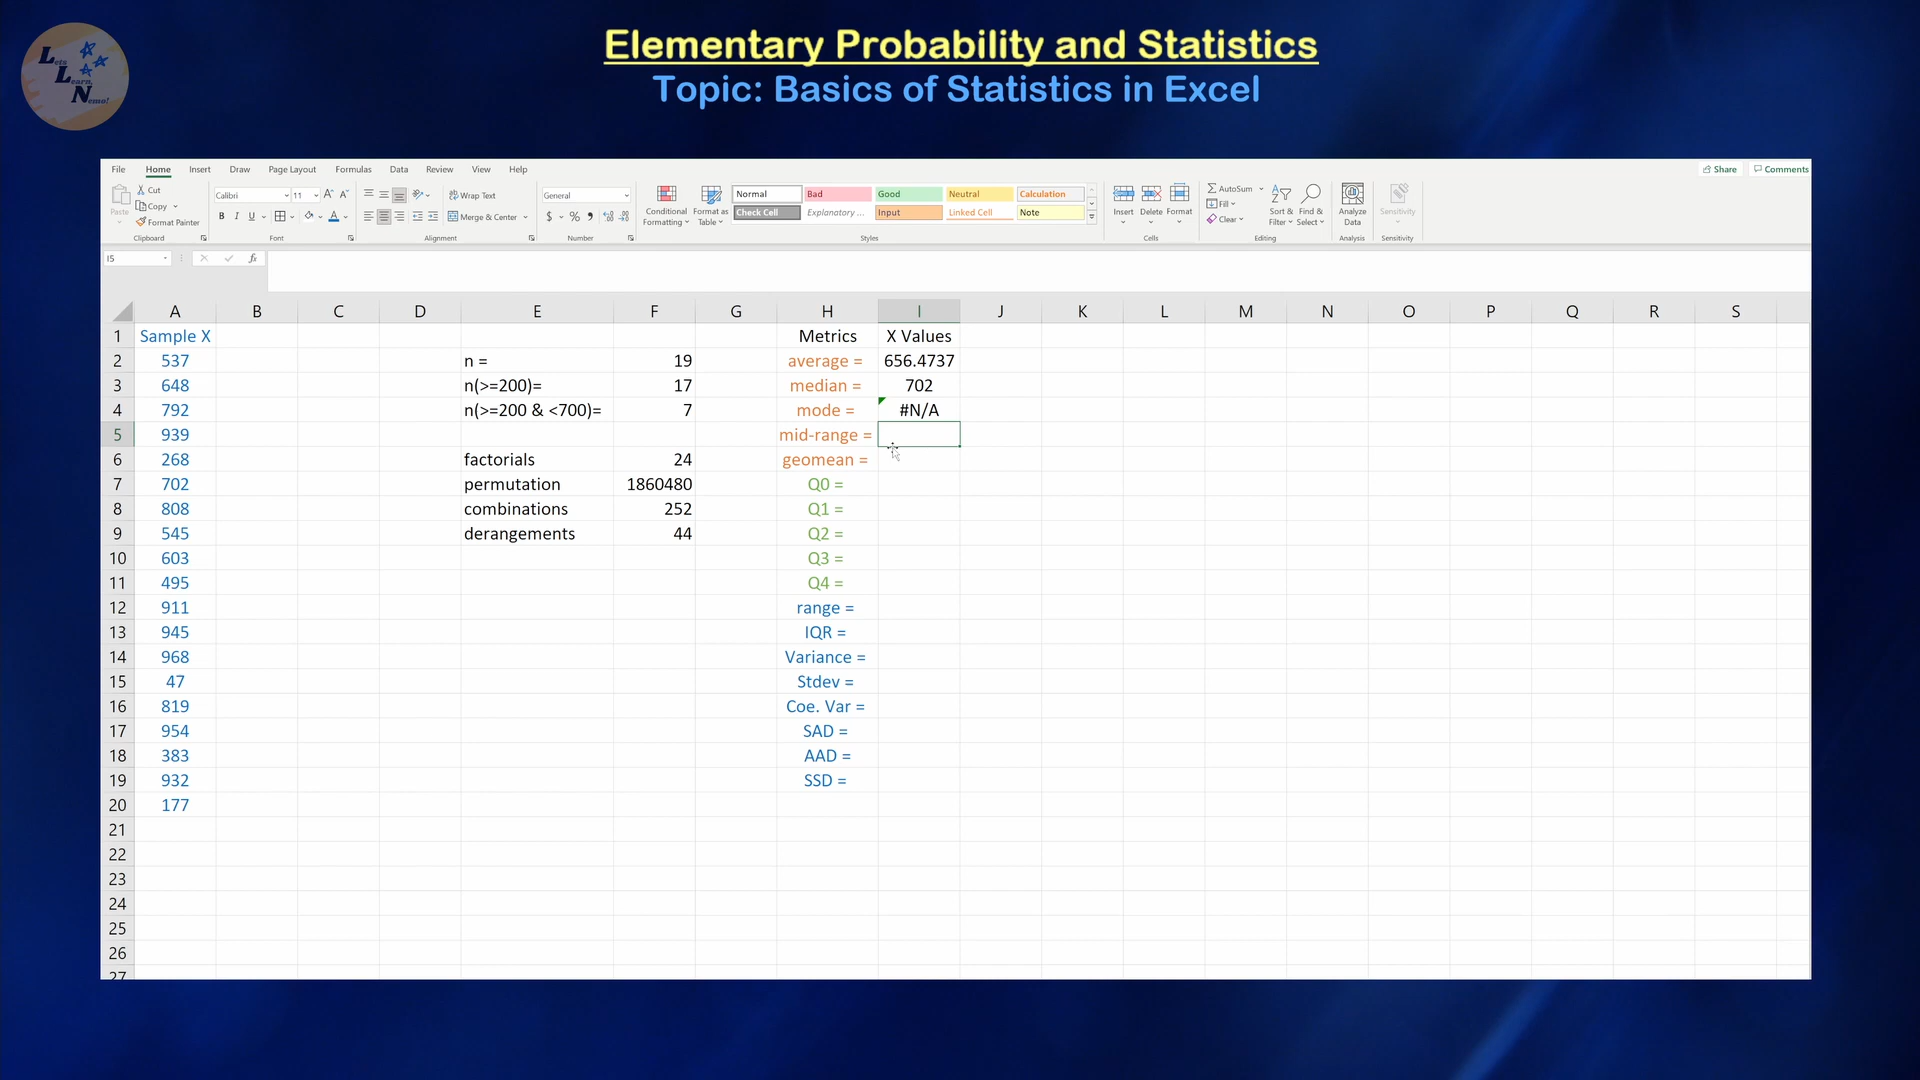 Lets
Learn,
Nemo!
Elementary Probability and Statistics
Topic: Basics of Statistics in Excel
File Home Insert Draw Page Layout Formulas Data Review View Help Share Comments
Paste Cut Copy Format Painter Clipboard
Calibri 11 B I U A Font
Wrap Text Merge & Center Alignment
General $ % Number
Conditional Formatting Format as Table
Normal Bad Good Neutral Calculation
Check Cell Explanatory ... Input Linked Cell Note
Styles
Insert Delete Format Cells
AutoSum Fill Clear Sort & Filter Find & Select Editing
Analyze Data Analysis
Sensitivity Sensitivity
I5 fx
A B C D E F G H I J K L M N O P Q R S
1 Sample X Metrics X Values
2 537 n = 19 average = 656.4737
3 648 n(>=200)= 17 median = 702
4 792 n(>=200 & <700)= 7 mode = #N/A
5 939 mid-range =
6 268 factorials 24 geomean =
7 702 permutation 1860480 Q0 =
8 808 combinations 252 Q1 =
9 545 derangements 44 Q2 =
10 603 Q3 =
11 495 Q4 =
12 911 range =
13 945 IQR =
14 968 Variance =
15 47 Stdev =
16 819 Coe. Var =
17 954 SAD =
18 383 AAD =
19 932 SSD =
20 177
21
22
23
24
25
26
27